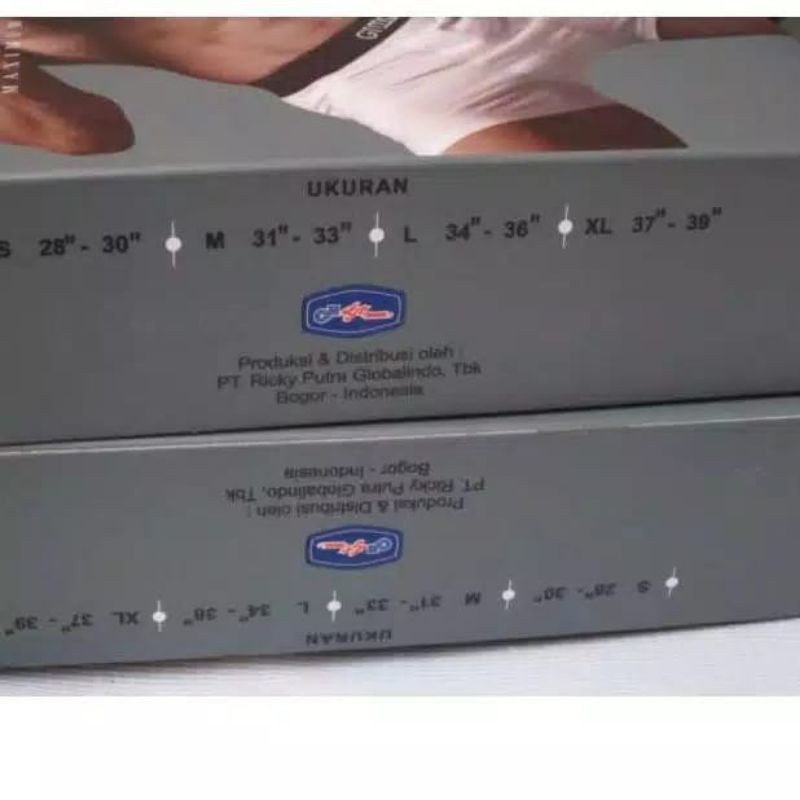 UKURAN
S 28" - 30" M 31" - 33" L 34" - 36" XL 37" - 39"
Produksi & Distribusi oleh :
PT. Ricky Putra Globalindo, Tbk
Bogor - Indonesia
Bogor - Indonesia
PT. Ricky Putra Globalindo, Tbk
Produksi & Distribusi oleh :
S 28" - 30" M 31" - 33" L 34" - 36" XL 37" - 39"
UKURAN